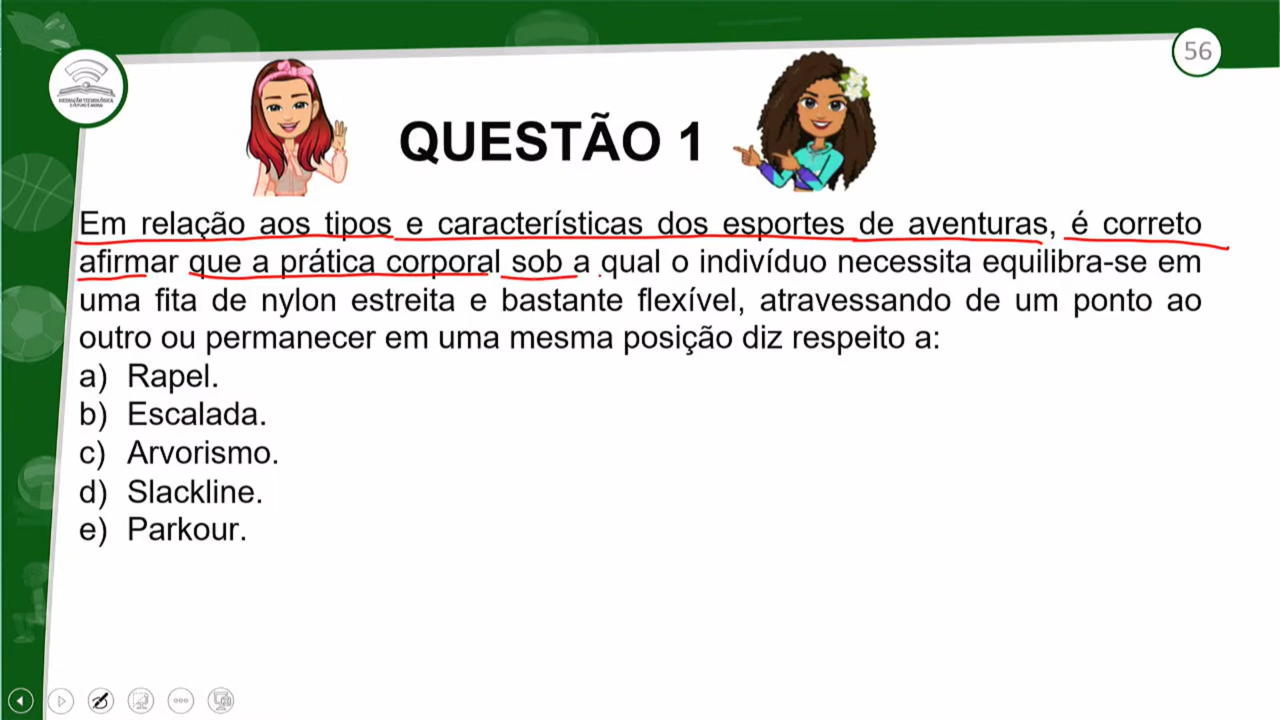 56
MEDIAÇÃO TECNOLÓGICA
QUESTÃO 1
Em relação aos tipos e características dos esportes de aventuras, é correto
afirmar que a prática corporal sob a qual o indivíduo necessita equilibra-se em
uma fita de nylon estreita e bastante flexível, atravessando de um ponto ao
outro ou permanecer em uma mesma posição diz respeito a:
a) Rapel.
b) Escalada.
c) Arvorismo.
d) Slackline.
e) Parkour.